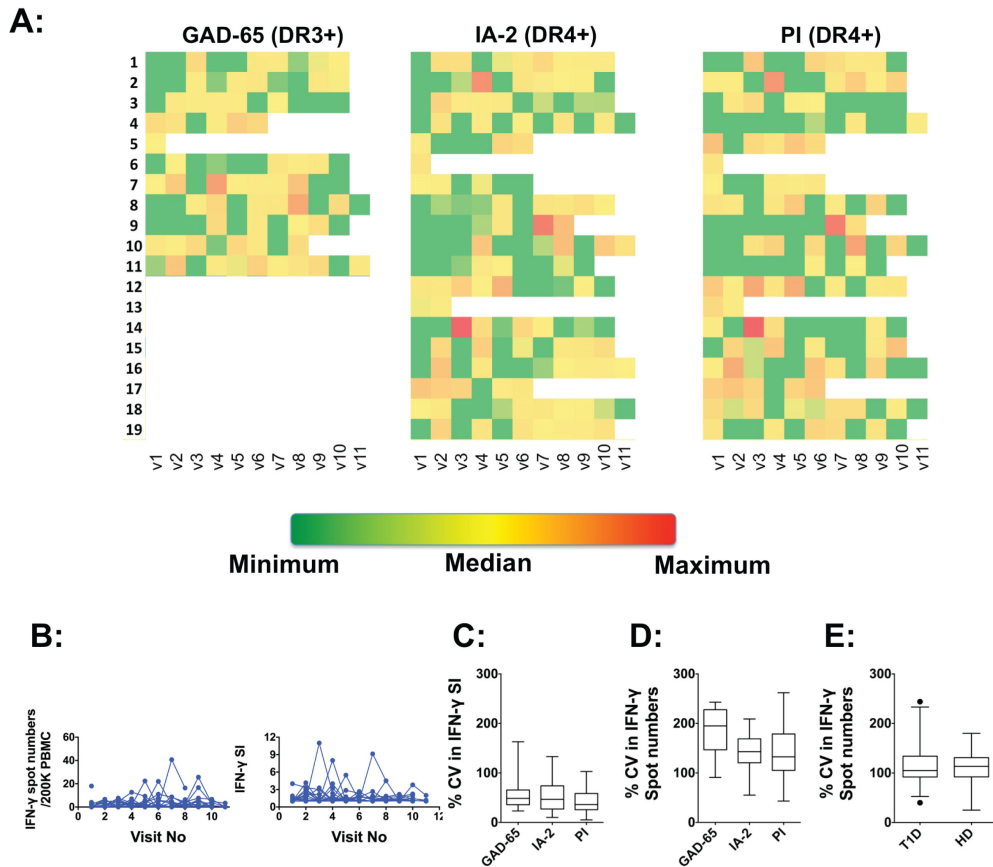 A:
GAD-65 (DR3+) IA-2 (DR4+) PI (DR4+)
1
2
3
4
5
6
7
8
9
10
11
12
13
14
15
16
17
18
19
v1 v2 v3 v4 v5 v6 v7 v8 v9 v10 v11
v1 v2 v3 v4 v5 v6 v7 v8 v9 v10 v11
v1 v2 v3 v4 v5 v6 v7 v8 v9 v10 v11
Minimum Median Maximum
B:
IFN-γ spot numbers
/200K PBMC
60
40
20
0
0 2 4 6 8 10
Visit No
IFN-γ SI
12
9
6
3
0
0 2 4 6 8 10 12
Visit No
C:
% CV in IFN-γ SI
300
200
100
0
GAD-65 IA-2 PI
D:
% CV in IFN-γ
Spot numbers
300
200
100
0
GAD-65 IA-2 PI
E:
% CV in IFN-γ
Spot numbers
300
200
100
0
T1D HD